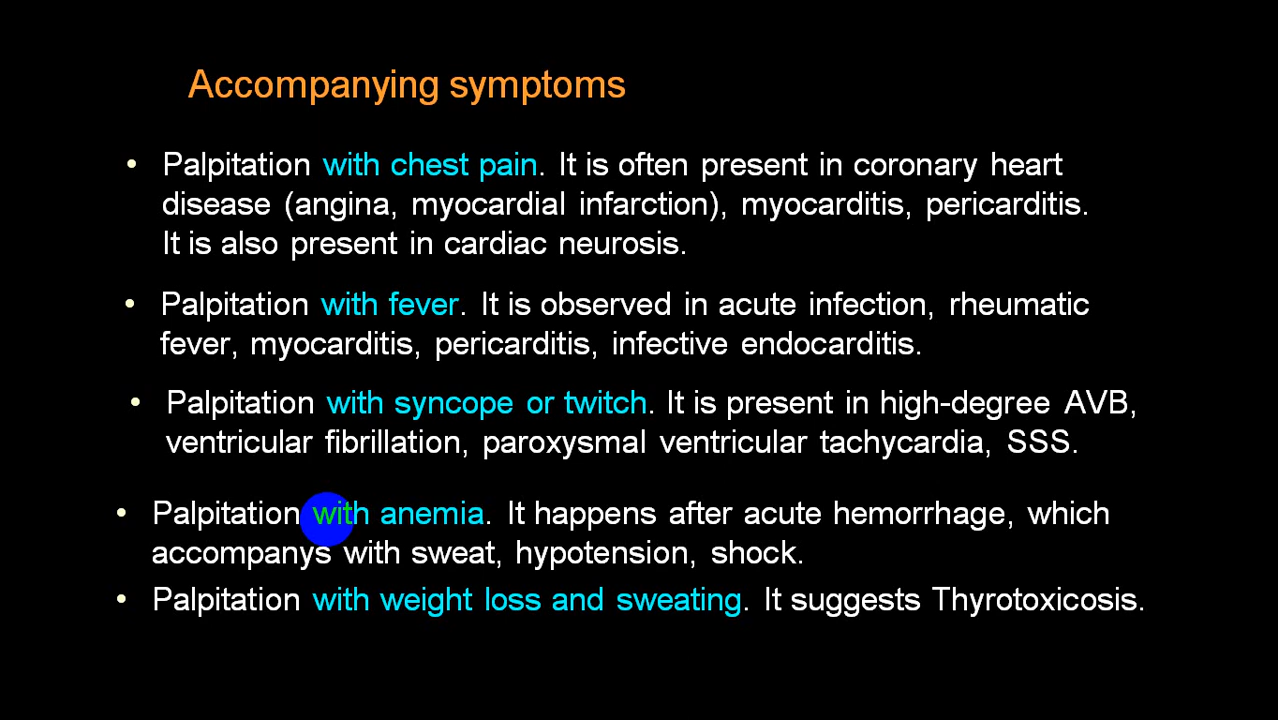 Accompanying symptoms
• Palpitation with chest pain. It is often present in coronary heart
disease (angina, myocardial infarction), myocarditis, pericarditis.
It is also present in cardiac neurosis.
• Palpitation with fever. It is observed in acute infection, rheumatic
fever, myocarditis, pericarditis, infective endocarditis.
• Palpitation with syncope or twitch. It is present in high-degree AVB,
ventricular fibrillation, paroxysmal ventricular tachycardia, SSS.
• Palpitation with anemia. It happens after acute hemorrhage, which
accompanys with sweat, hypotension, shock.
• Palpitation with weight loss and sweating. It suggests Thyrotoxicosis.